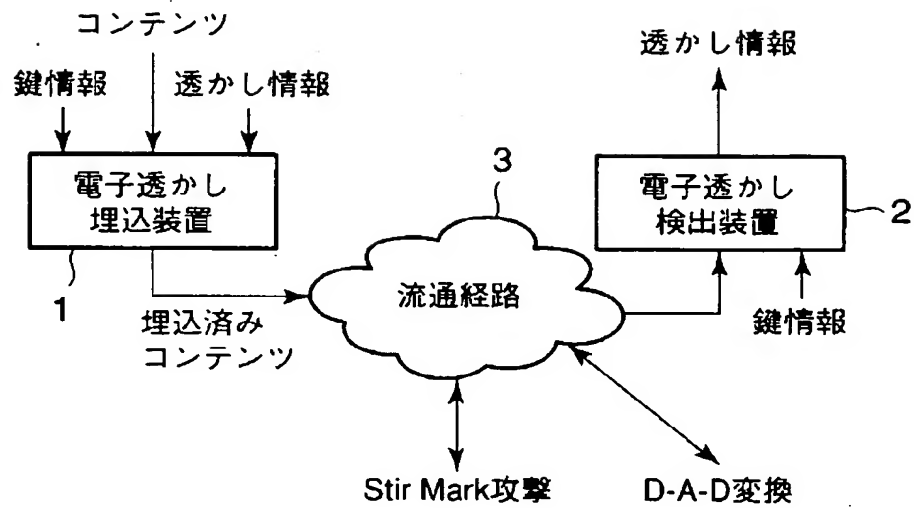 コンテンツ
鍵情報
透かし情報
電子透かし
埋込装置
1
埋込済み
コンテンツ
3
流通経路
透かし情報
電子透かし
検出装置
2
鍵情報
Stir Mark攻撃
D-A-D変換